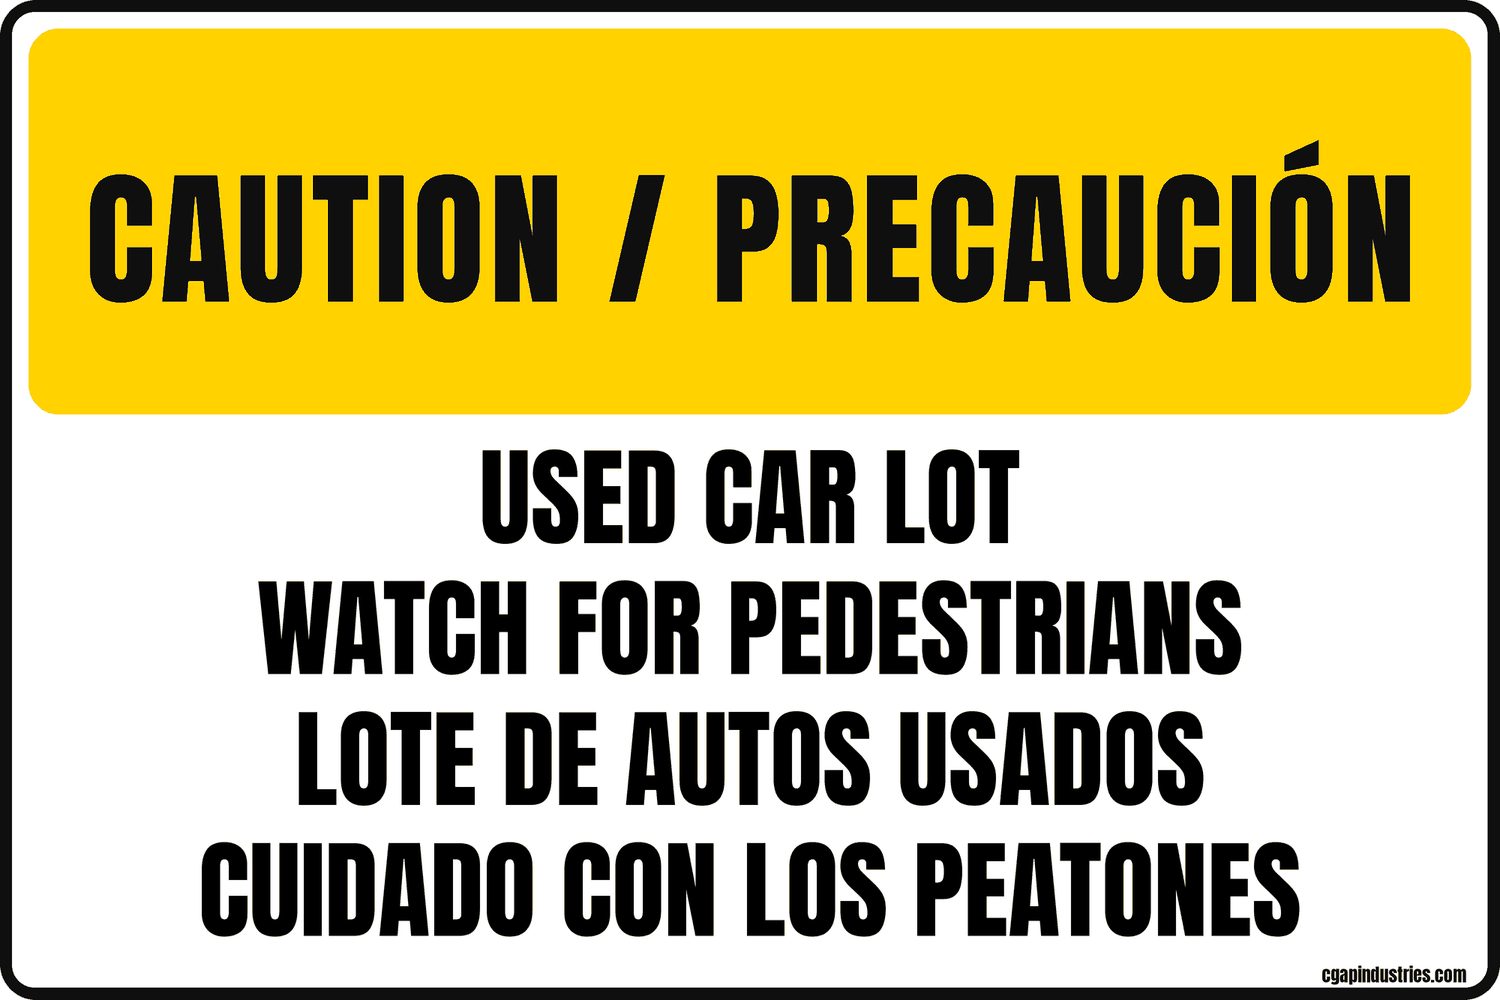 CAUTION / PRECAUCIÓN
USED CAR LOT
WATCH FOR PEDESTRIANS
LOTE DE AUTOS USADOS
CUIDADO CON LOS PEATONES
cgapindustries.com